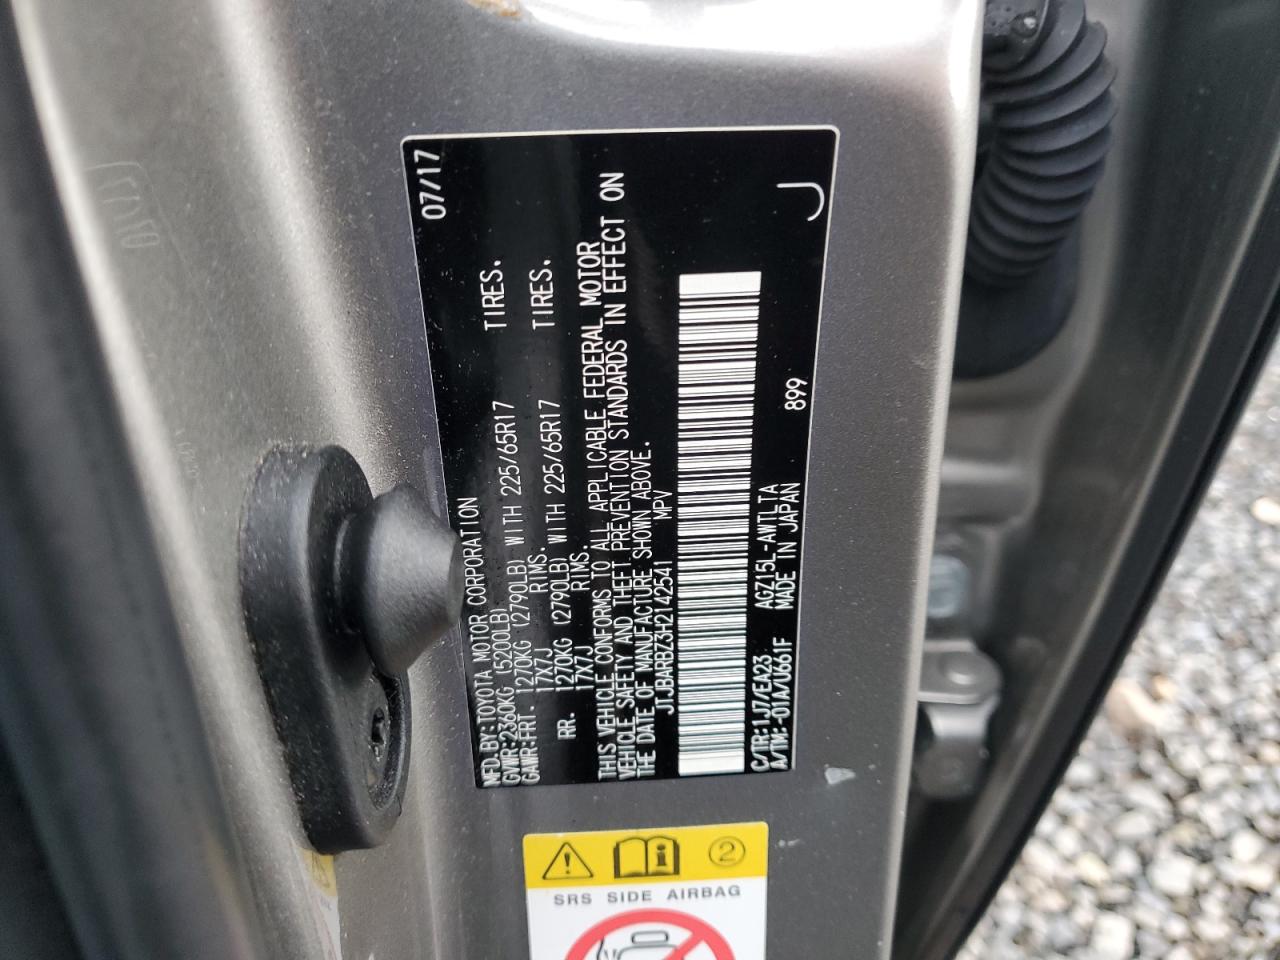 07/17
MFD.BY:TOYOTA MOTOR CORPORATION
GVWR:2360KG (5200LB)
GAWR:FRT. 1270KG (2790LB) WITH 225/65R17 TIRES.
17X7J RIMS.
RR. 1270KG (2790LB) WITH 225/65R17 TIRES.
17X7J RIMS.
THIS VEHICLE CONFORMS TO ALL APPLICABLE FEDERAL MOTOR
VEHICLE SAFETY AND THEFT PREVENTION STANDARDS IN EFFECT ON
THE DATE OF MANUFACTURE SHOWN ABOVE.
JTJBARBZ3H2142541 MPV
C/TR:1J7/EA23 AGZ15L-AWTLTA
A/TM:-01A/U661F MADE IN JAPAN 899
J
2
SRS SIDE AIRBAG